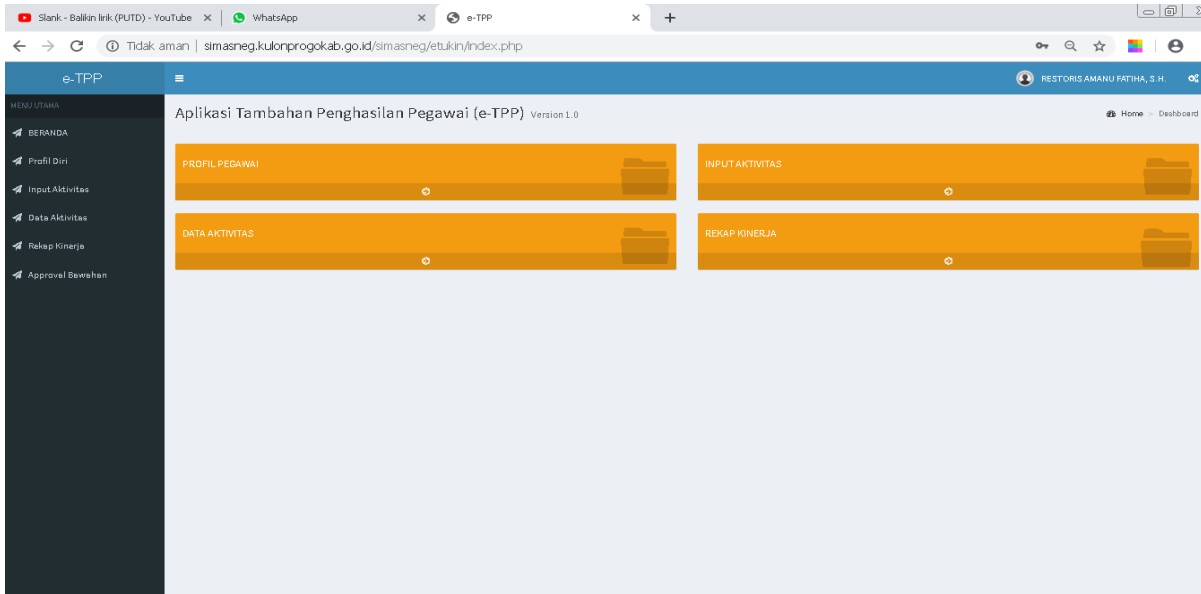 Slank - Balikin lirik (PUTD) - YouTube
WhatsApp
e-TPP
Tidak aman | simasneg.kulonprogokab.go.id/simasneg/etukin/index.php
e-TPP
RESTORIS AMANU FATIHA, S.H.
MENU UTAMA
Aplikasi Tambahan Penghasilan Pegawai (e-TPP) Version 1.0
Home > Dashboard
BERANDA
Profil Diri
Input Aktivitas
Data Aktivitas
Rekap Kinerja
Approval Bawahan
PROFIL PEGAWAI
INPUT AKTIVITAS
DATA AKTIVITAS
REKAP KINERJA